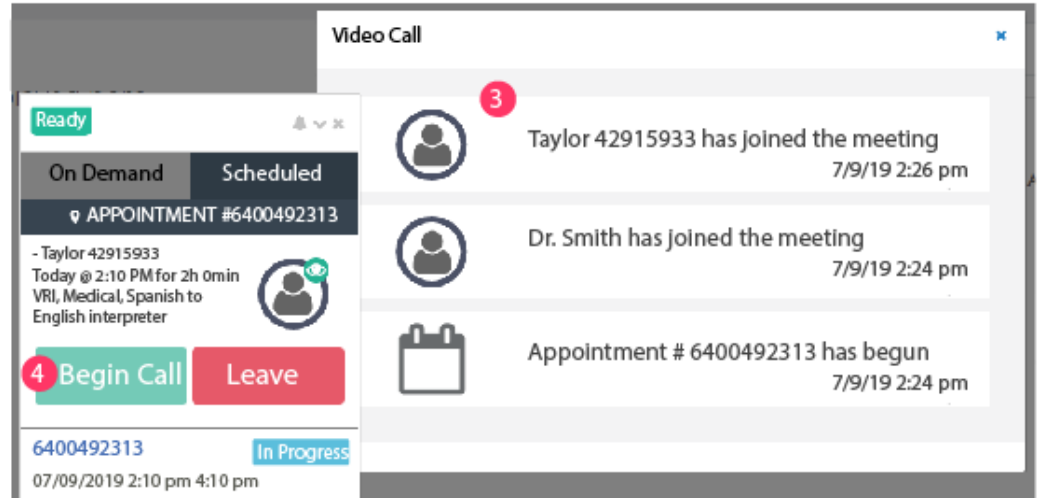 Video Call
3
Taylor 42915933 has joined the meeting
7/9/19 2:26 pm
Dr. Smith has joined the meeting
7/9/19 2:24 pm
Appointment # 6400492313 has begun
7/9/19 2:24 pm
Ready
On Demand Scheduled
APPOINTMENT #6400492313
- Taylor 42915933
Today @ 2:10 PM for 2h 0min
VRI, Medical, Spanish to
English interpreter
4 Begin Call Leave
6400492313 In Progress
07/09/2019 2:10 pm 4:10 pm